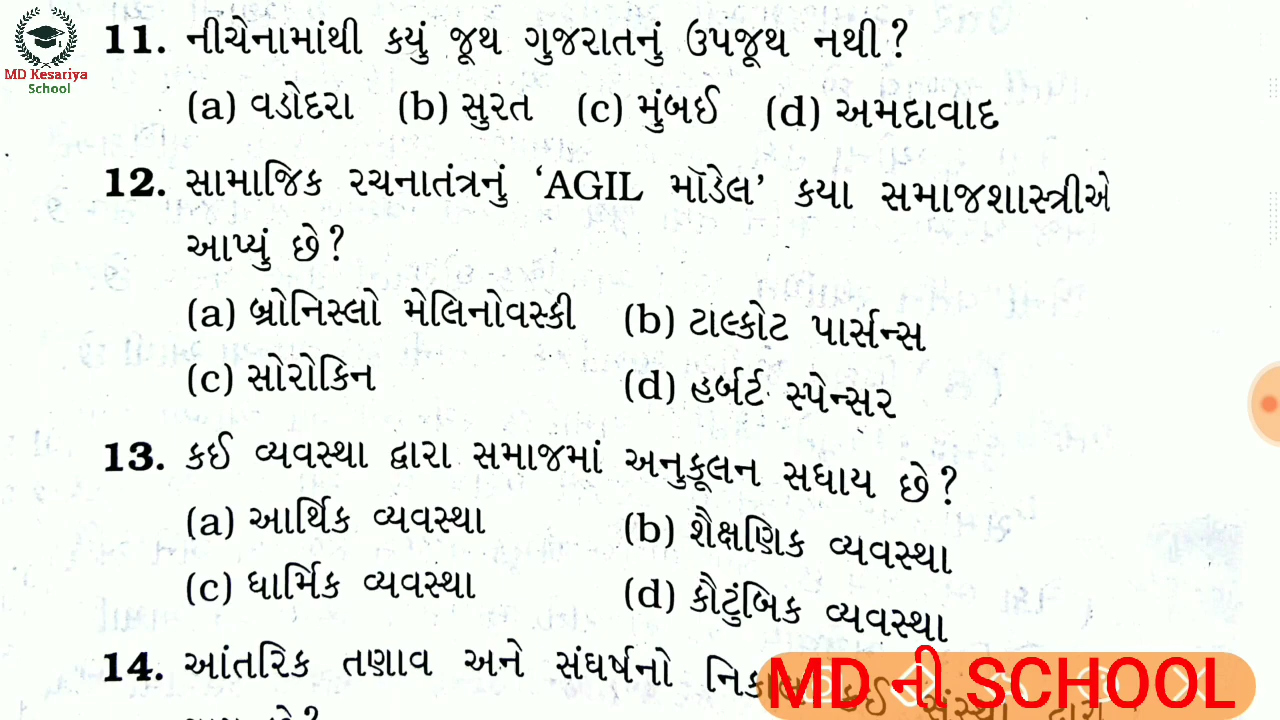 MD Kesariya
School
11. નીચેનામાંથી કયું જૂથ ગુજરાતનું ઉપજૂથ નથી?
(a) વડોદરા (b) સુરત (c) મુંબઈ (d) અમદાવાદ
12. સામાજિક રચનાતંત્રનું ‘AGIL મૉડેલ’ કયા સમાજશાસ્ત્રીએ
આપ્યું છે?
(a) બ્રોનિસ્લો મેલિનોવસ્કી (b) ટાલ્કોટ પાર્સન્સ
(c) સોરોકિન (d) હર્બર્ટ સ્પેન્સર
13. કઈ વ્યવસ્થા દ્વારા સમાજમાં અનુકૂલન સધાય છે?
(a) આર્થિક વ્યવસ્થા (b) શૈક્ષણિક વ્યવસ્થા
(c) ધાર્મિક વ્યવસ્થા (d) કૌટુંબિક વ્યવસ્થા
14. આંતરિક તણાવ અને સંઘર્ષનો
MD ની SCHOOL